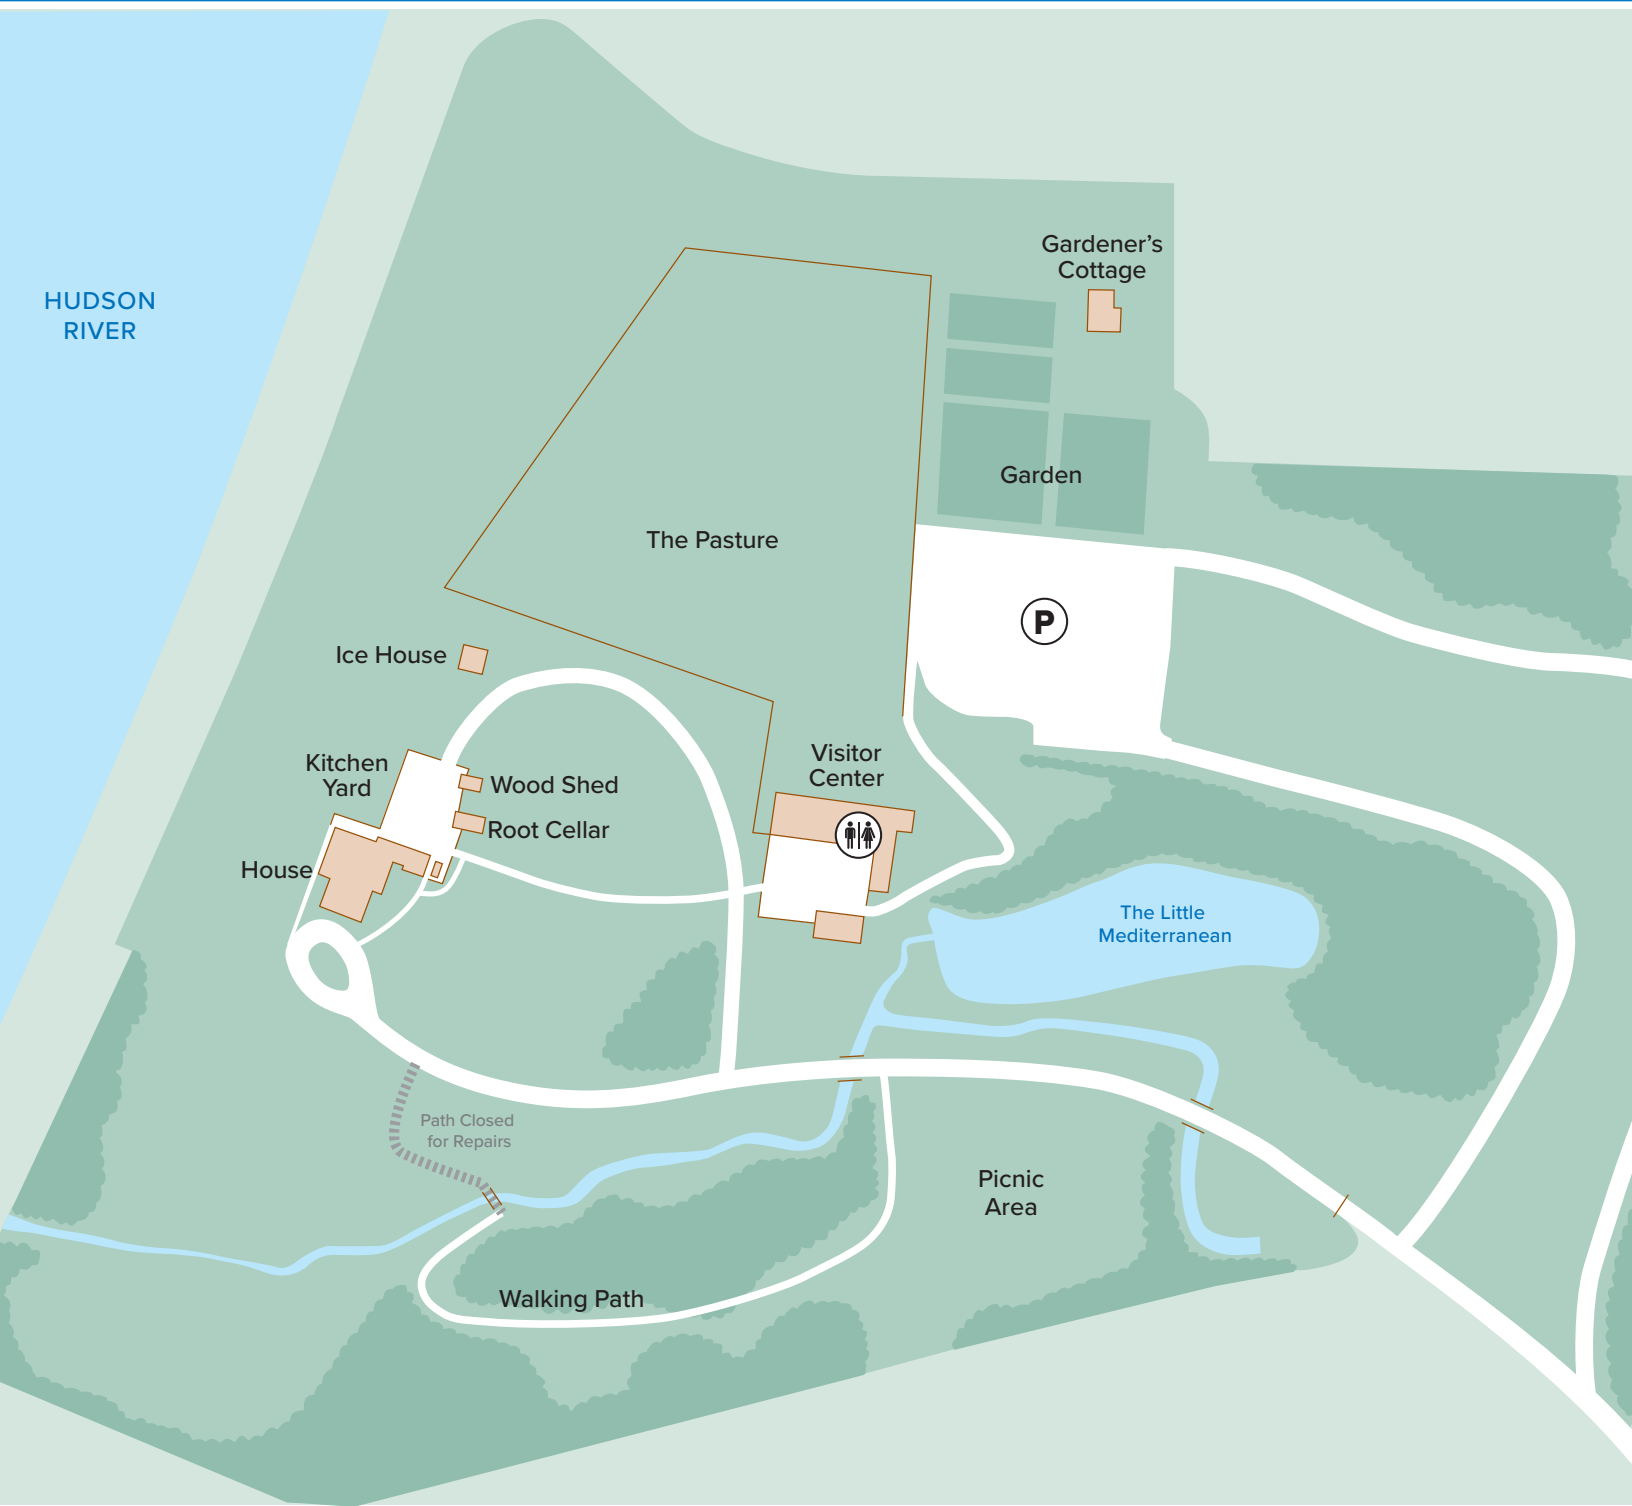 HUDSON
RIVER
Gardener’s
Cottage
Garden
The Pasture
P
Ice House
Kitchen
Yard
Wood Shed
Root Cellar
House
Visitor
Center
The Little
Mediterranean
Path Closed
for Repairs
Picnic
Area
Walking Path